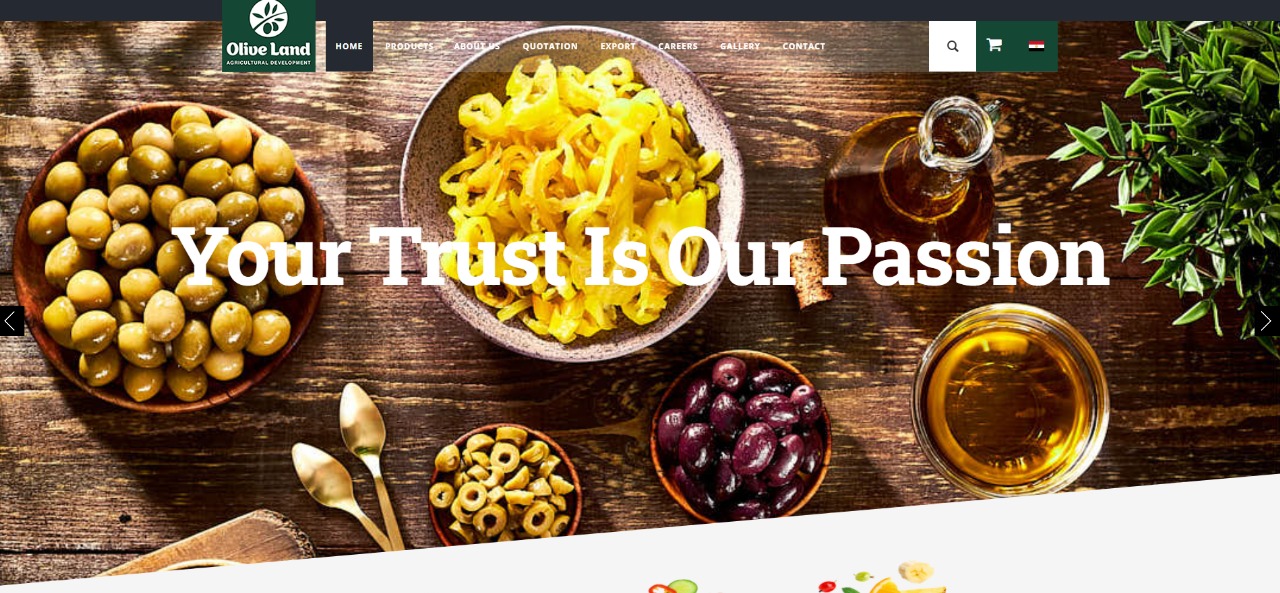 Olive Land
AGRICULTURAL DEVELOPMENT
HOME PRODUCTS ABOUT US QUOTATION EXPORT CAREERS GALLERY CONTACT
Your Trust Is Our Passion